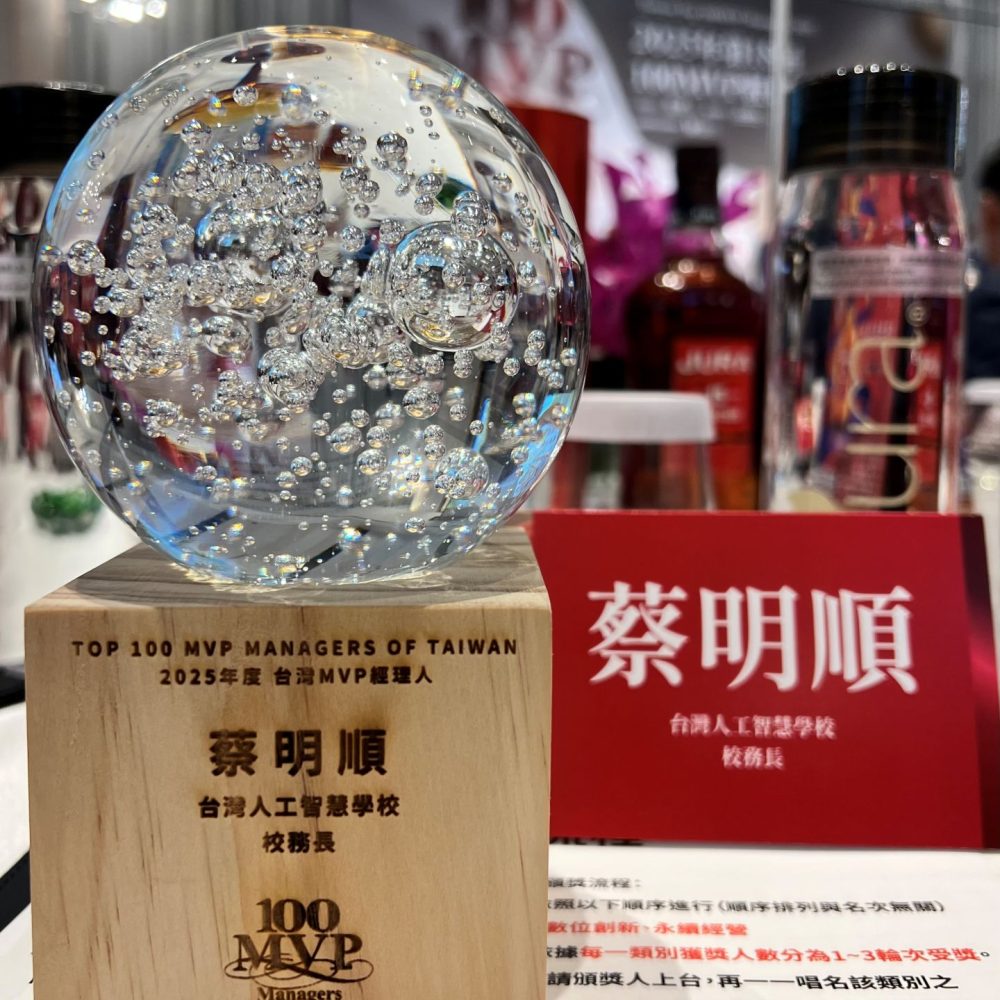 TOP 100 MVP MANAGERS OF TAIWAN
2025年度 台灣MVP經理人
蔡明順
台灣人工智慧學校
校務長
100
MVP
Managers
蔡明順
台灣人工智慧學校
校務長
頒獎流程：
依照以下順序進行(順序排列與名次無關)
數位創新、永續經營
依據每一類別獲獎人數分為1~3輪次受獎。
請頒獎人上台，再一一唱名該類別之
JURA
ura
MVP